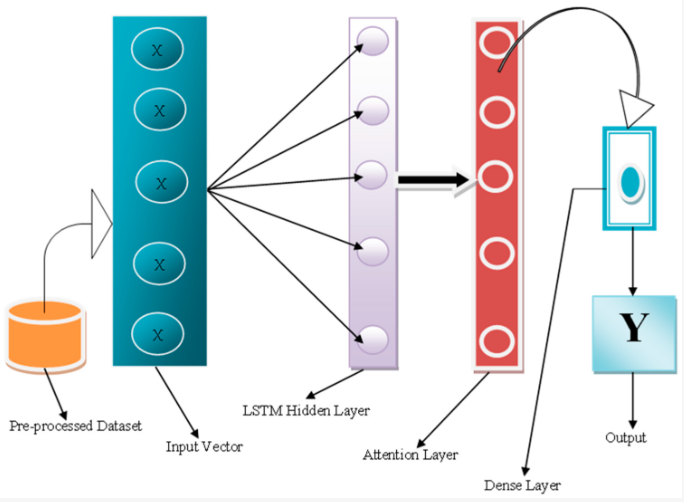 X
X
X
X
X
Y
LSTM Hidden Layer
Pre-processed Dataset
Input Vector
Attention Layer
Output
Dense Layer